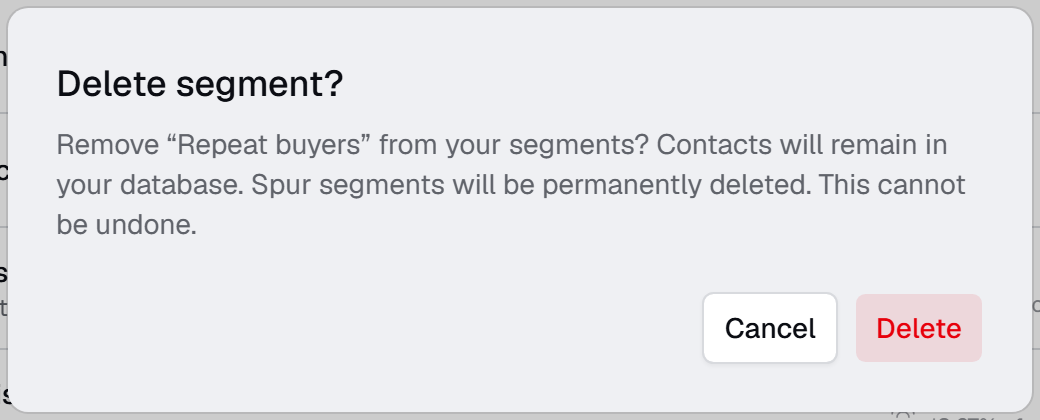 Delete segment?
Remove “Repeat buyers” from your segments? Contacts will remain in
your database. Spur segments will be permanently deleted. This cannot
be undone.
Cancel
Delete